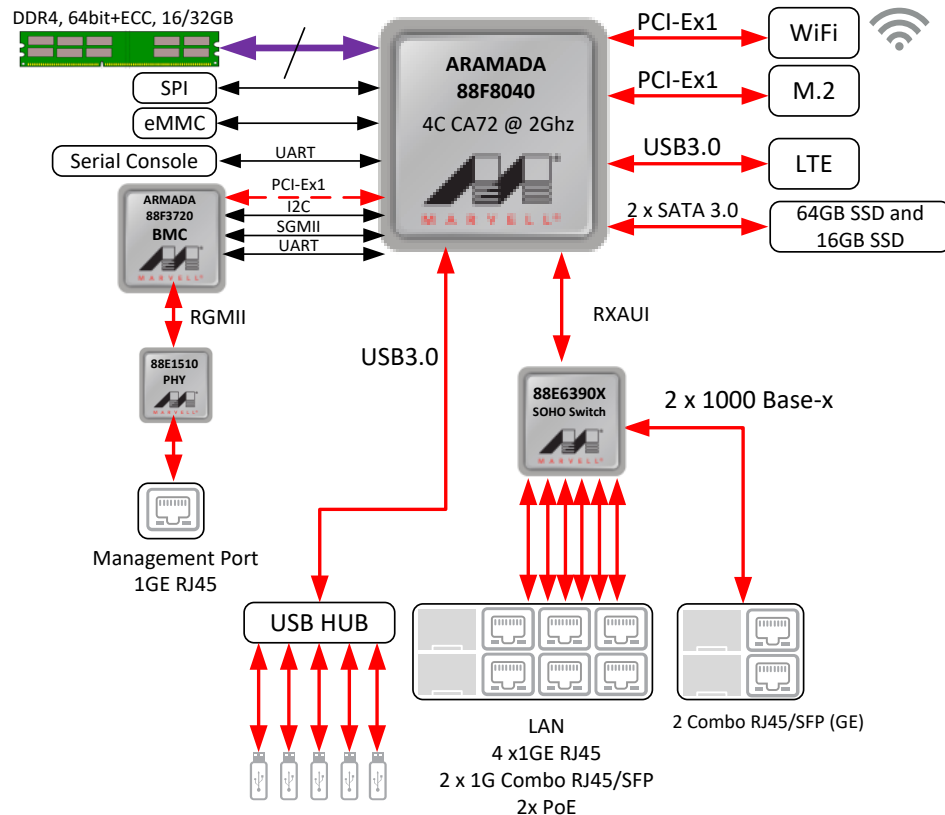 DDR4, 64bit+ECC, 16/32GB
SPI
eMMC
Serial Console
UART
PCI-Ex1
I2C
SGMII
UART
ARAMADA
88F8040
4C CA72 @ 2Ghz
MARVELL®
PCI-Ex1
WiFi
PCI-Ex1
M.2
USB3.0
LTE
2 x SATA 3.0
64GB SSD and
16GB SSD
ARMADA
88F3720
BMC
MARVELL®
RGMII
88E1510
PHY
MARVELL®
Management Port
1GE RJ45
USB3.0
RXAUI
88E6390X
SOHO Switch
MARVELL®
2 x 1000 Base-x
USB HUB
LAN
4 x1GE RJ45
2 x 1G Combo RJ45/SFP
2x PoE
2 Combo RJ45/SFP (GE)